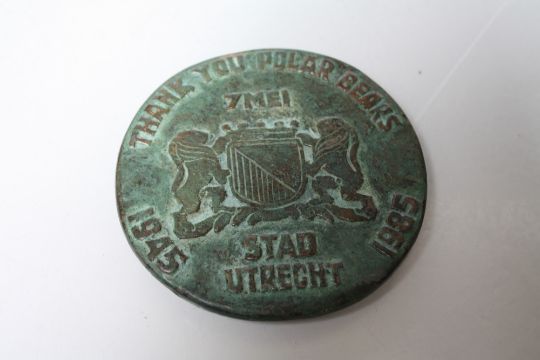 THANK YOU POLAR BEARS
7 MEI
1945
1985
STAD
UTRECHT